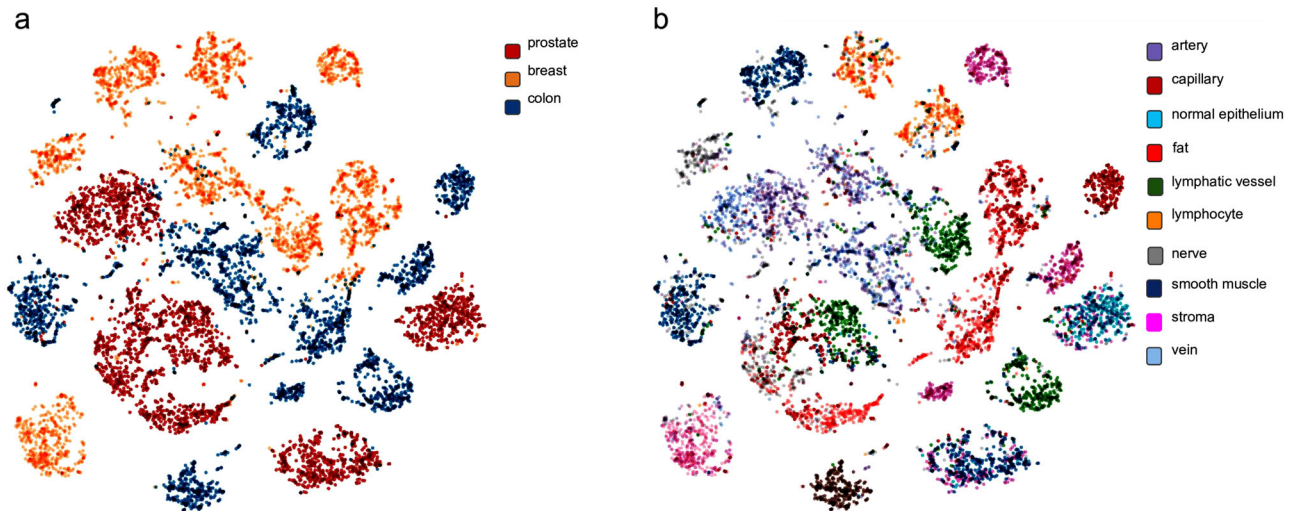 a
prostate
breast
colon
b
artery
capillary
normal epithelium
fat
lymphatic vessel
lymphocyte
nerve
smooth muscle
stroma
vein